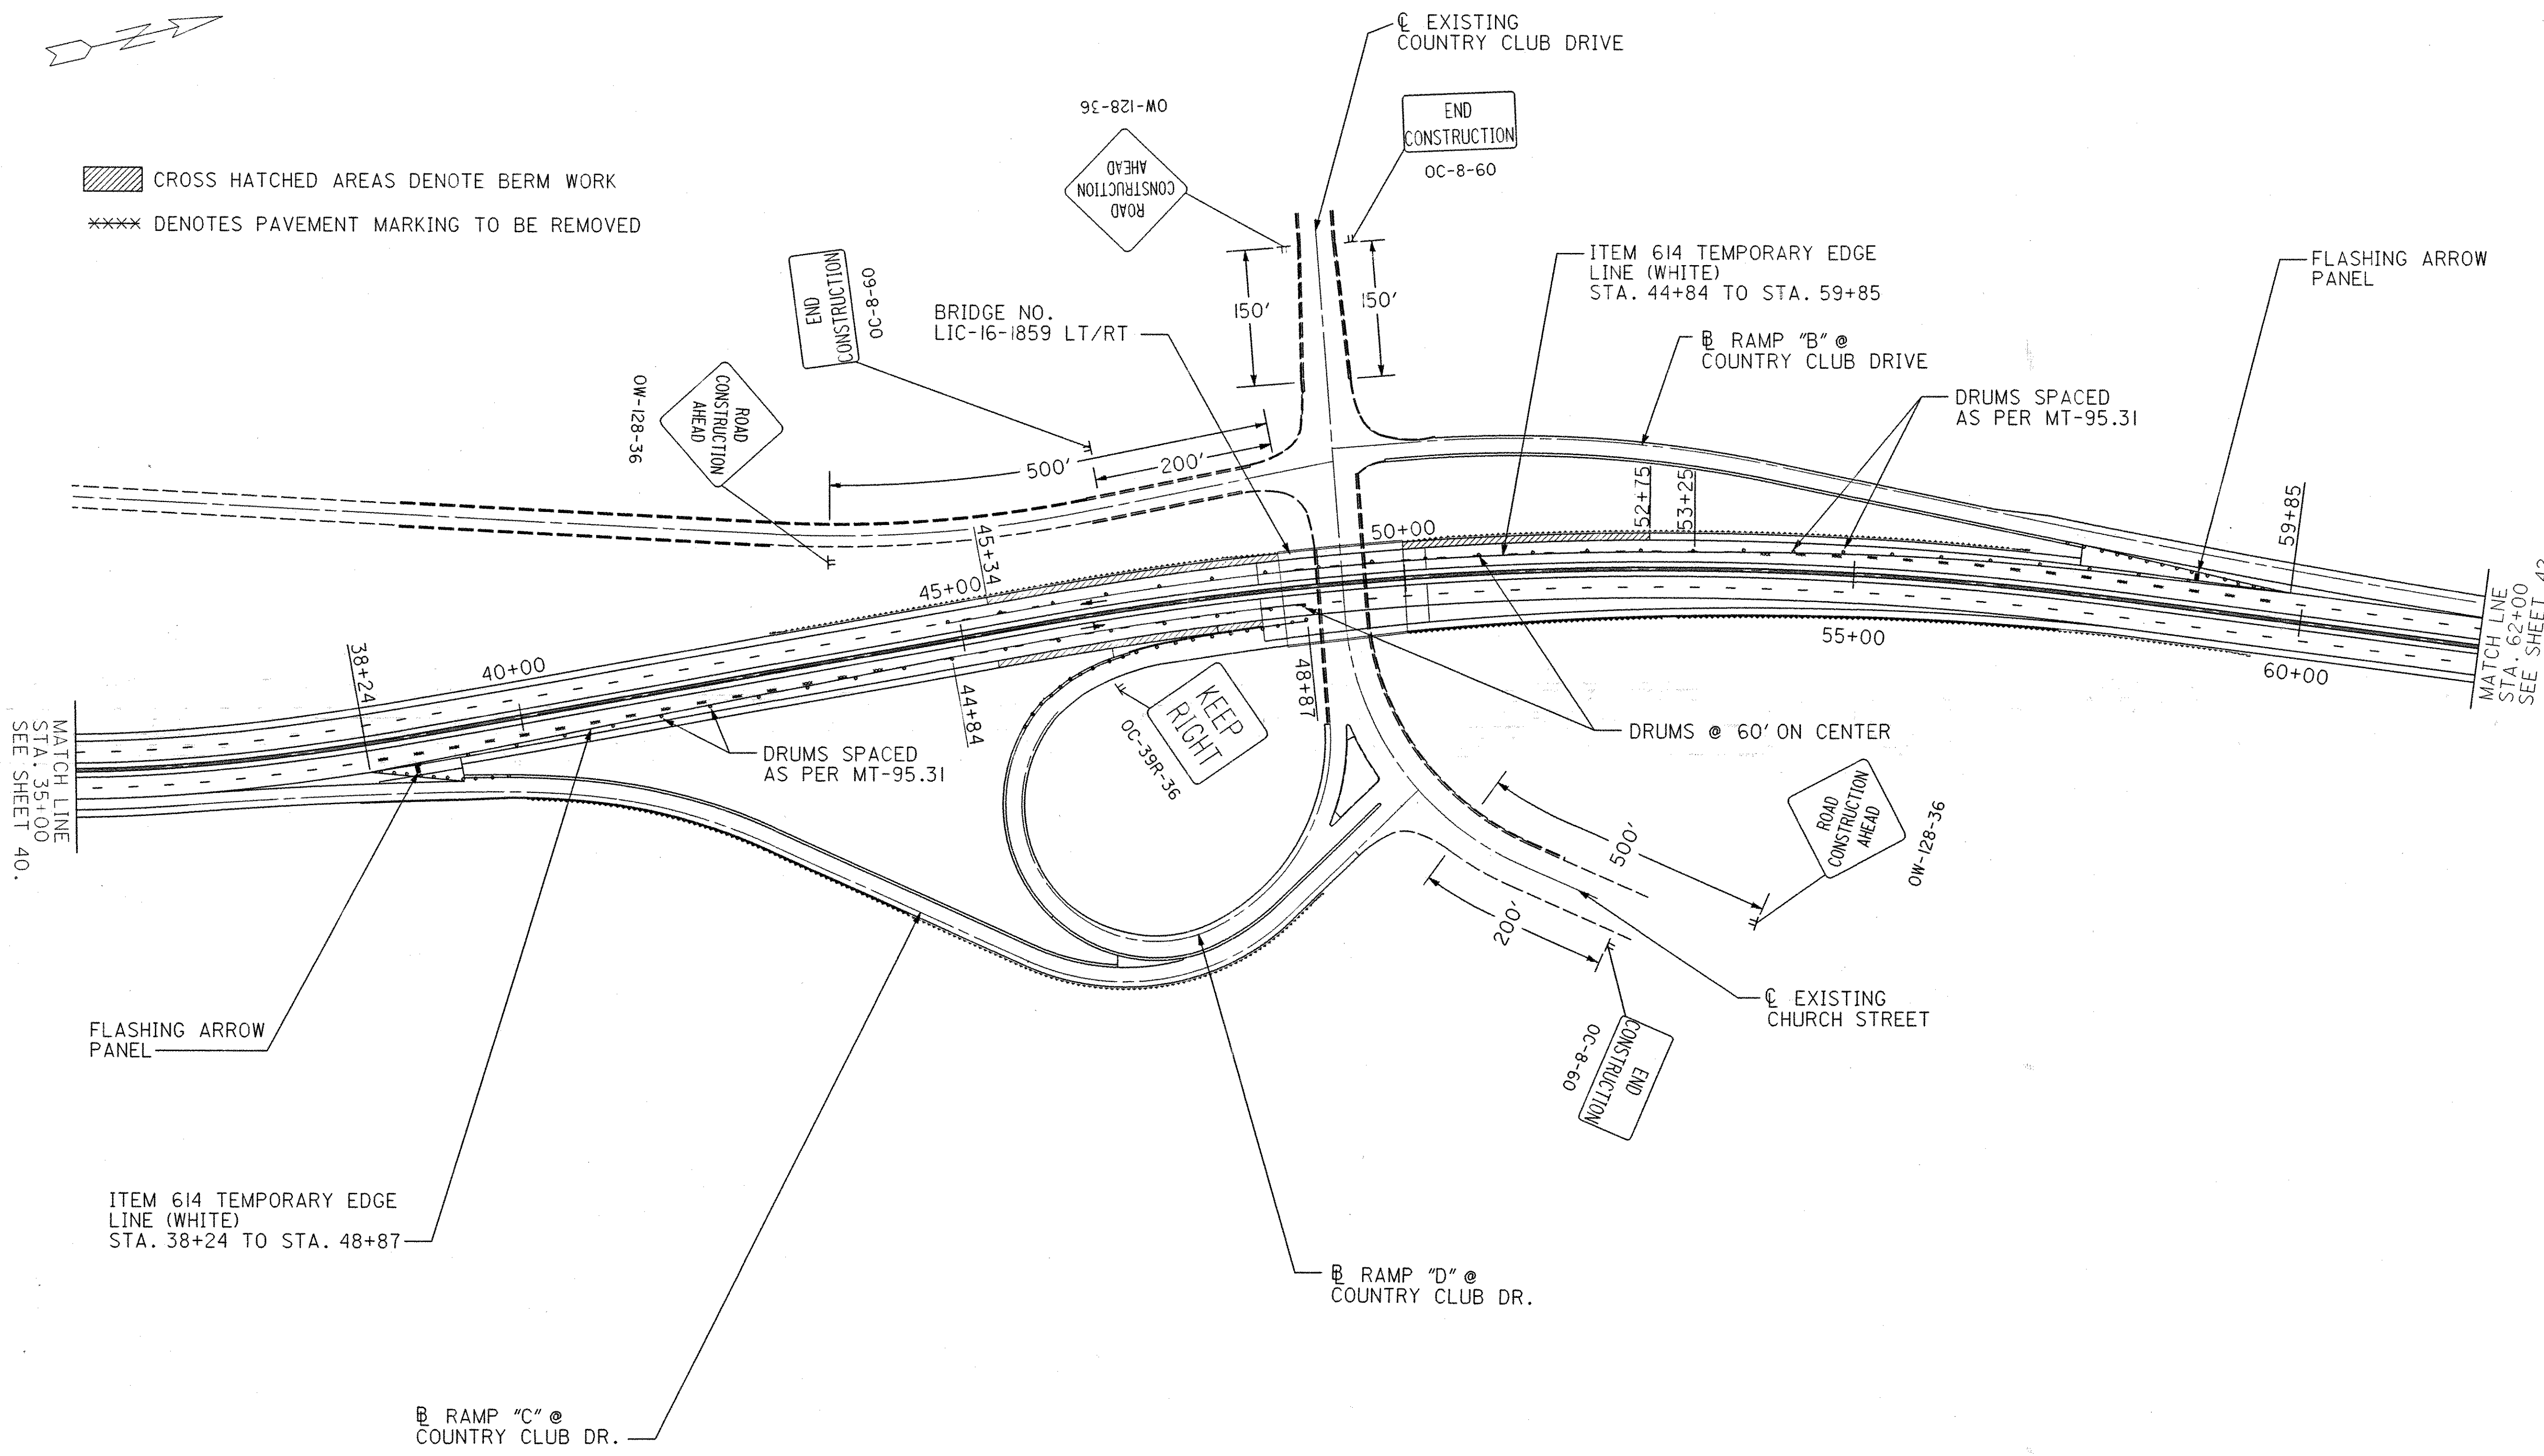 ℄ EXISTING
COUNTRY CLUB DRIVE
OW-128-36
ROAD
CONSTRUCTION
AHEAD
END
CONSTRUCTION
OC-8-60
CROSS HATCHED AREAS DENOTE BERM WORK
DENOTES PAVEMENT MARKING TO BE REMOVED
END
CONSTRUCTION
OC-8-60
BRIDGE NO.
LIC-16-1859 LT/RT
150'
150'
ITEM 614 TEMPORARY EDGE
LINE (WHITE)
STA. 44+84 TO STA. 59+85
FLASHING ARROW
PANEL
B̲L̲ RAMP "B" @
COUNTRY CLUB DRIVE
DRUMS SPACED
AS PER MT-95.31
OW-128-36
ROAD
CONSTRUCTION
AHEAD
500'
200'
52+75
53+25
59+85
45+34
50+00
45+00
40+00
38+24
44+84
48+87
55+00
60+00
MATCH LINE
STA. 62+00
SEE SHEET
MATCH LINE
STA. 35+00
SEE SHEET 40.
KEEP
RIGHT
OC-39R-36
DRUMS SPACED
AS PER MT-95.31
DRUMS @ 60' ON CENTER
500'
200'
ROAD
CONSTRUCTION
AHEAD
OW-128-36
℄ EXISTING
CHURCH STREET
END
CONSTRUCTION
OC-8-60
FLASHING ARROW
PANEL
ITEM 614 TEMPORARY EDGE
LINE (WHITE)
STA. 38+24 TO STA. 48+87
BL RAMP "D" @
COUNTRY CLUB DR.
BL RAMP "C" @
COUNTRY CLUB DR.